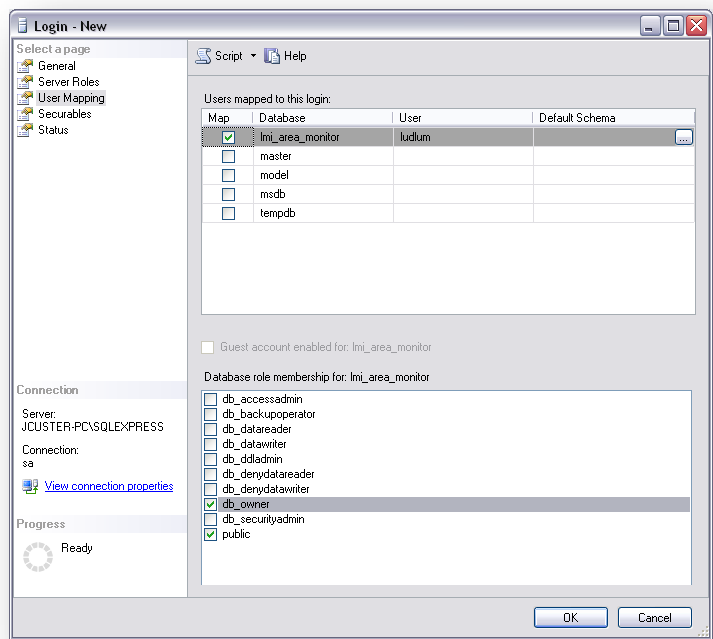 Login - New
Select a page
General
Server Roles
User Mapping
Securables
Status
Script Help
Users mapped to this login:
Map Database User Default Schema
lmi_area_monitor ludlum ...
master
model
msdb
tempdb
Guest account enabled for: lmi_area_monitor
Database role membership for: lmi_area_monitor
db_accessadmin
db_backupoperator
db_datareader
db_datawriter
db_ddladmin
db_denydatareader
db_denydatawriter
db_owner
db_securityadmin
public
Connection
Server:
JCUSTER-PC\SQLEXPRESS
Connection:
sa
View connection properties
Progress
Ready
OK Cancel